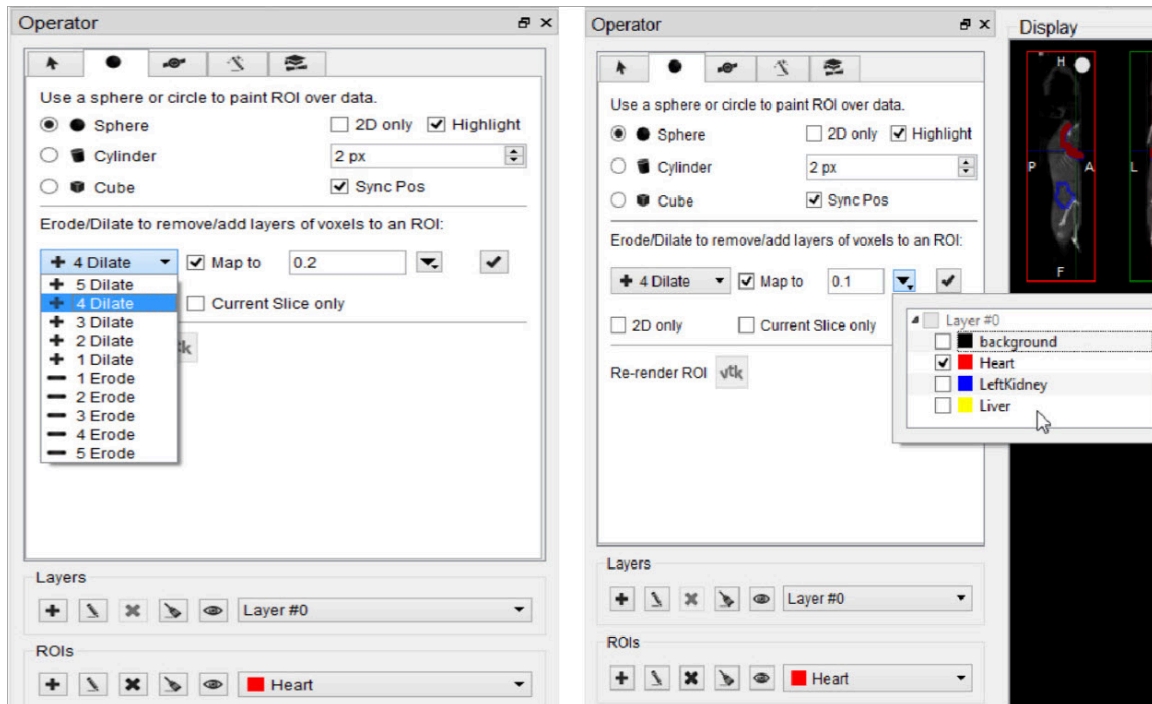 Operator
Use a sphere or circle to paint ROI over data.
Sphere
2D only
Highlight
Cylinder
2 px
Cube
Sync Pos
Erode/Dilate to remove/add layers of voxels to an ROI:
4 Dilate
Map to
0.2
5 Dilate
4 Dilate
Current Slice only
3 Dilate
2 Dilate
1 Dilate
1 Erode
2 Erode
3 Erode
4 Erode
5 Erode
Layers
Layer #0
ROIs
Heart
Operator
Use a sphere or circle to paint ROI over data.
Sphere
2D only
Highlight
Cylinder
2 px
Cube
Sync Pos
Erode/Dilate to remove/add layers of voxels to an ROI:
4 Dilate
Map to
0.1
2D only
Current Slice only
Re-render ROI
vtk
Layer #0
background
Heart
LeftKidney
Liver
Layers
Layer #0
ROIs
Heart
Display
H
P
A
L
F